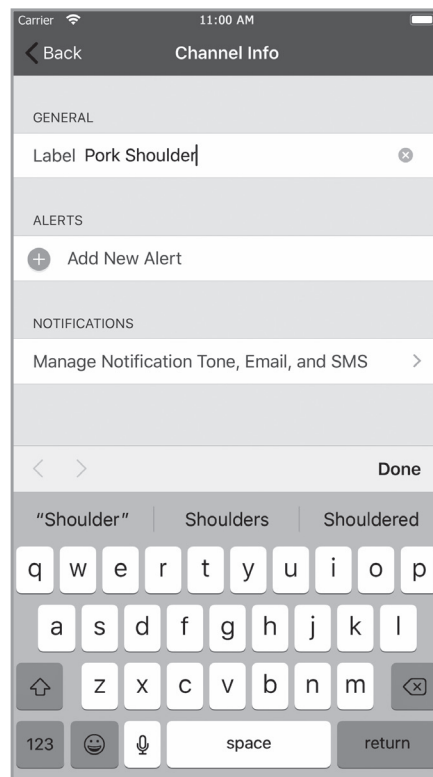 Carrier 11:00 AM
Back Channel Info
GENERAL
Label Pork Shoulder
ALERTS
Add New Alert
NOTIFICATIONS
Manage Notification Tone, Email, and SMS
Done
“Shoulder” Shoulders Shouldered
q w e r t y u i o p
a s d f g h j k l
z x c v b n m
123 space return